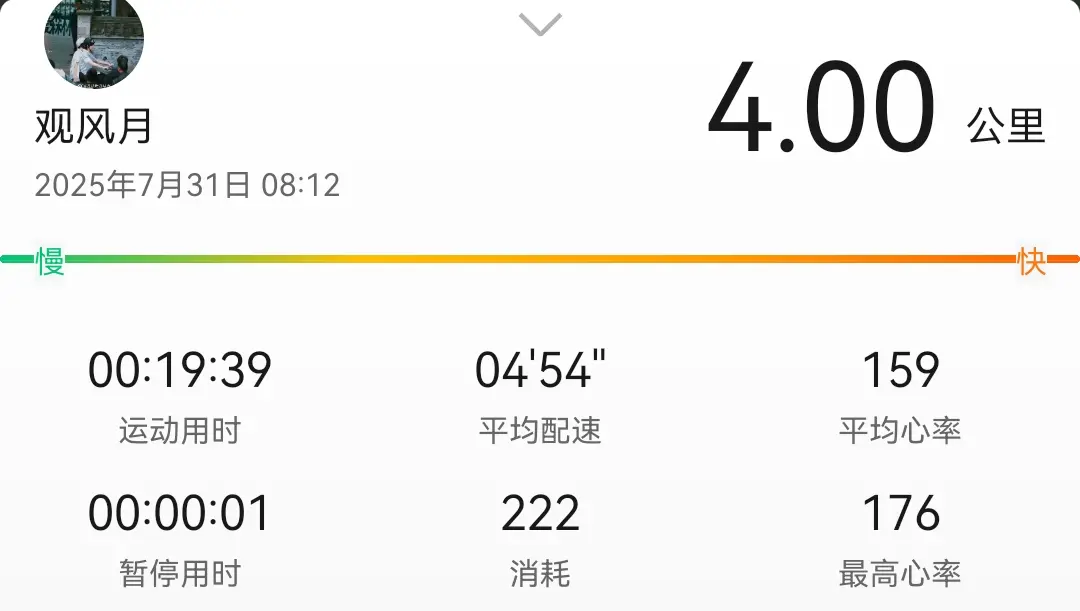 4.00 公里
观风月
2025年7月31日 08:12
慢 快
00:19:39 04'54" 159
运动用时 平均配速 平均心率
00:00:01 222 176
暂停用时 消耗 最高心率